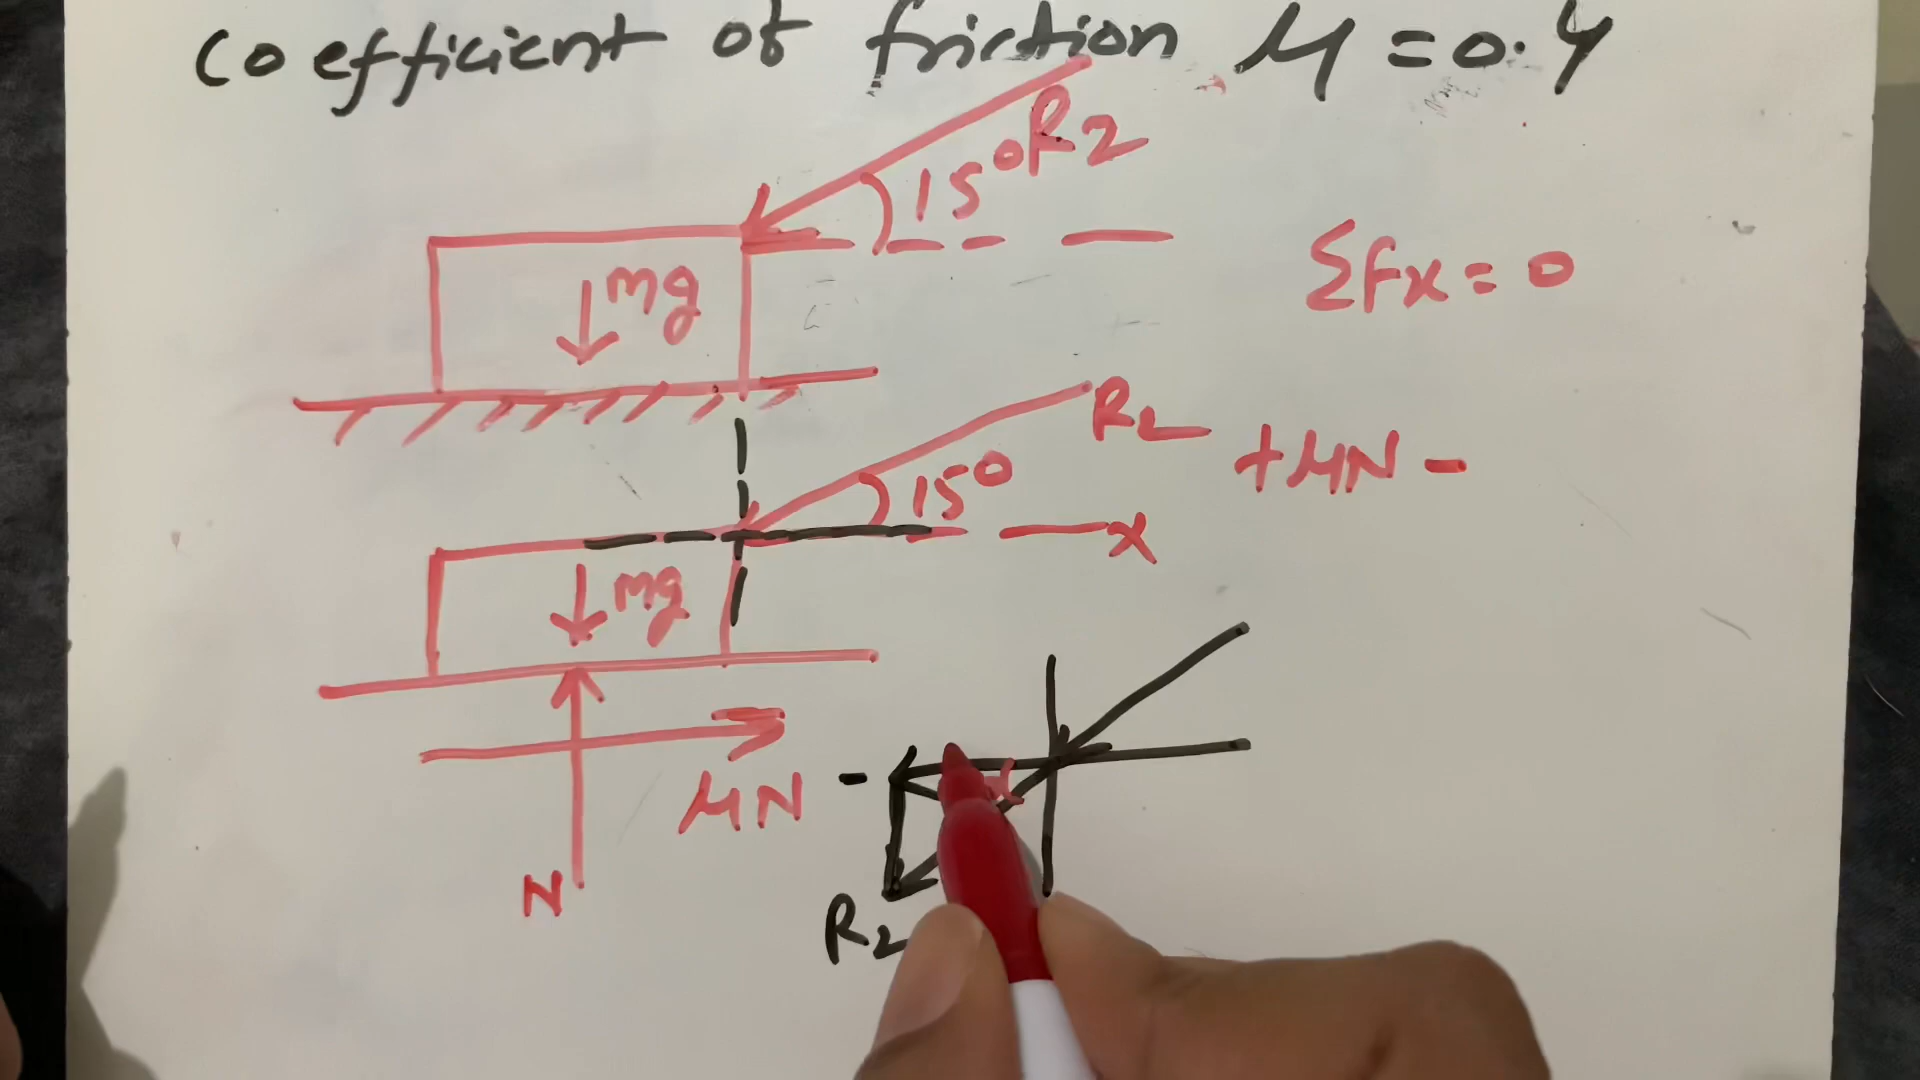 Coefficient of friction μ = 0.4
15° R2
mg
ΣFx = 0
R2
15°
+μN -
x
mg
μN
-
N
R2